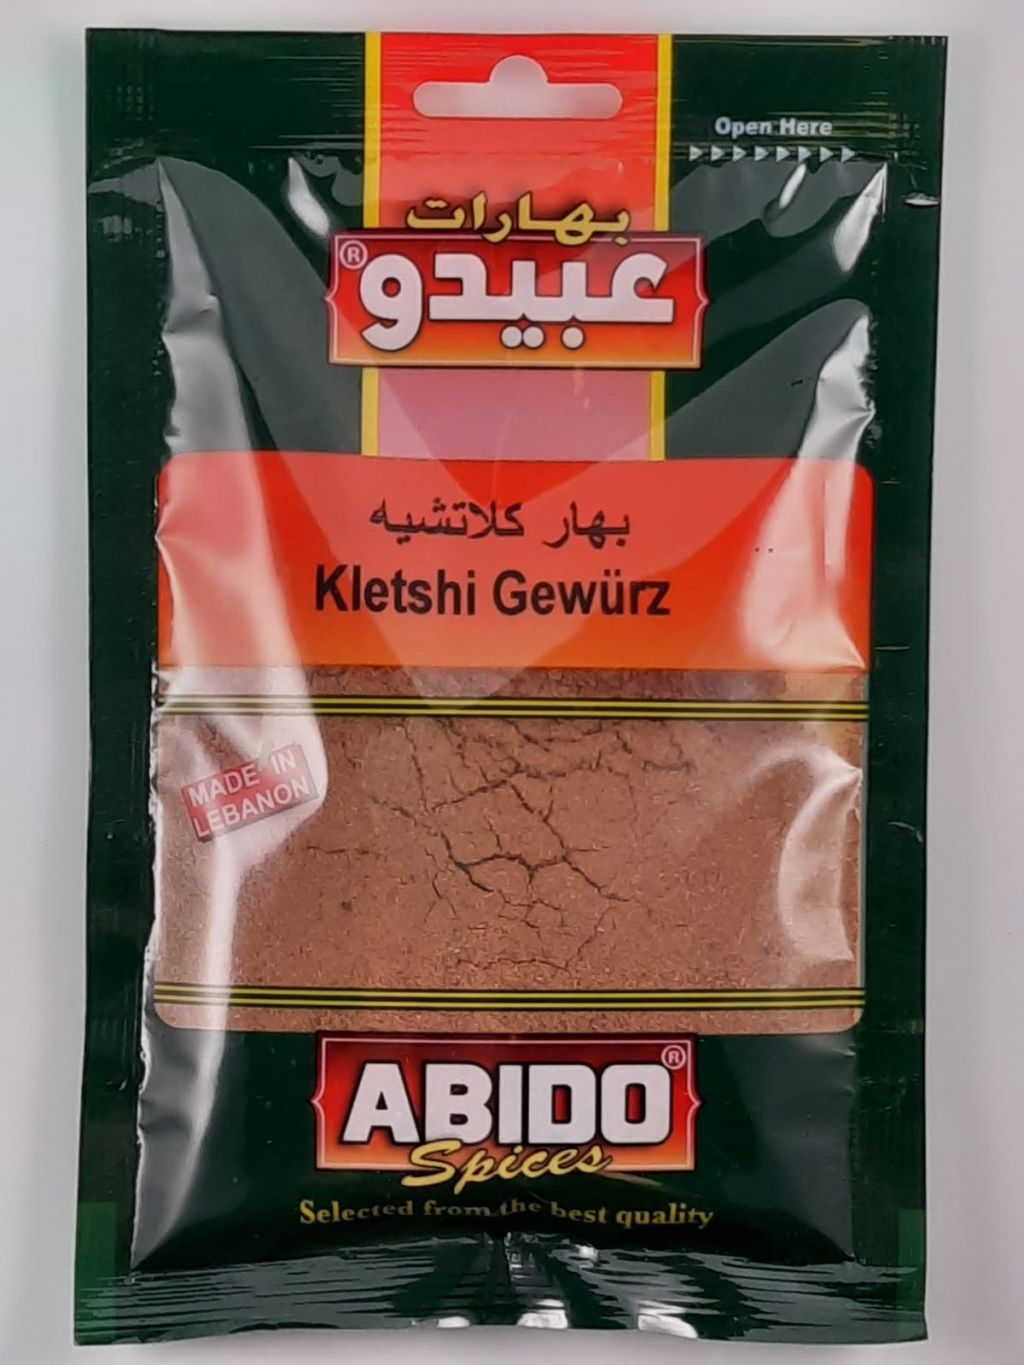 Open Here
بهارات
عبيدو®
بهار كلاتشيه
Kletshi Gewürz
MADE IN
LEBANON
ABIDO®
Spices
Selected from the best quality